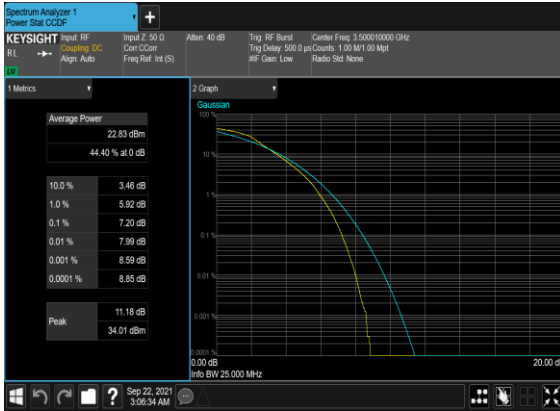 Spectrum Analyzer 1
Power Stat CCDF
KEYSIGHT Input: RF Input Z: 50 Ω Atten: 40 dB Trig: RF Burst Center Freq: 3.500010000 GHz
RL Coupling: DC Corr CCorr Trig Delay: 500.0 µs Counts: 1.00 M/1.00 Mpt
Align: Auto Freq Ref: Int (S) #IF Gain: Low Radio Std: None
1 Metrics
2 Graph
Average Power
22.83 dBm
44.40 % at 0 dB
10.0 % 3.46 dB
1.0 % 5.92 dB
0.1 % 7.20 dB
0.01 % 7.99 dB
0.001 % 8.59 dB
0.0001 % 8.85 dB
Peak
11.18 dB
34.01 dBm
Gaussian
100 %
10 %
1 %
0.1 %
0.01 %
0.001 %
0.0001 %
0.00 dB 20.00 d
Info BW 25.000 MHz
Sep 22, 2021
3:06:34 AM